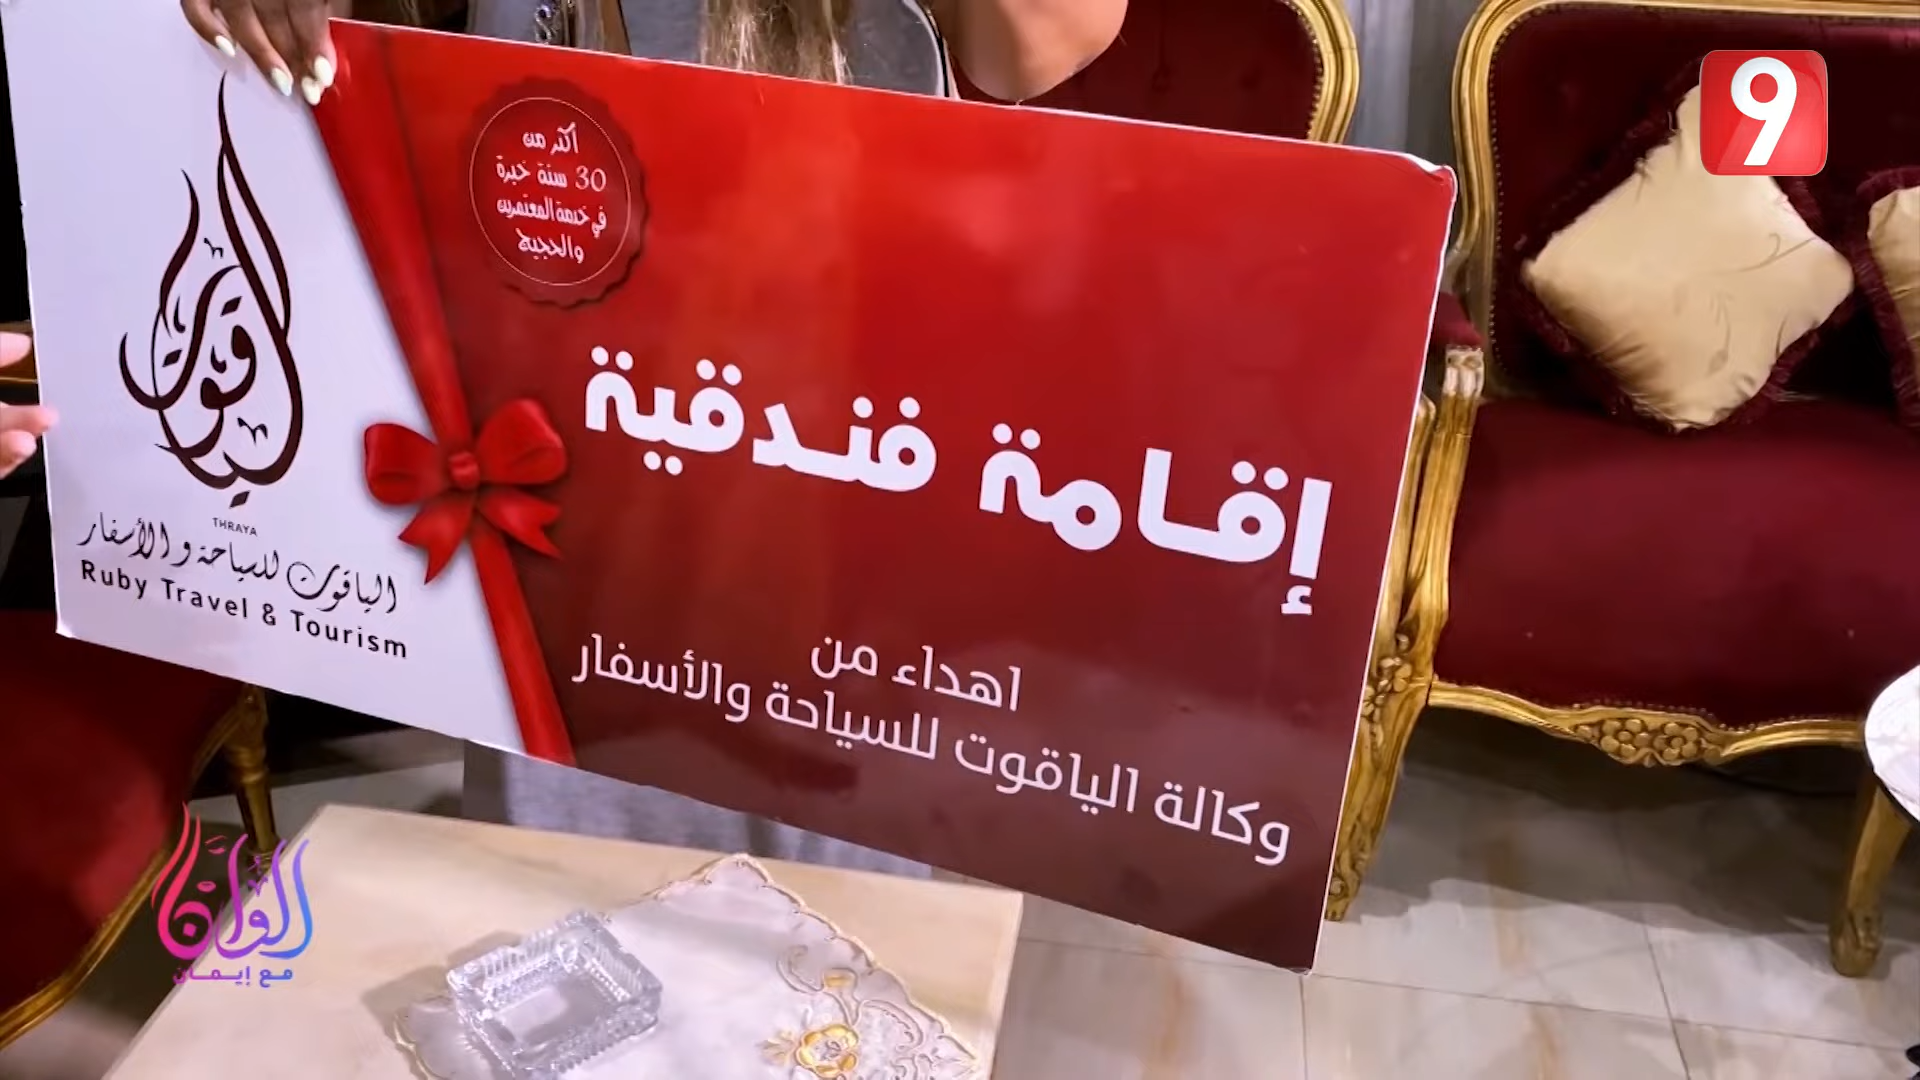 9
أكثر من
30 سنة خبرة
في خدمة المعتمرين
والحجيج
إقامة فندقية
اهداء من
وكالة الياقوت للسياحة والأسفار
الياقوت
THRAYA
الياقوت للسياحة و الأسفار
Ruby Travel & Tourism
ألوان
مع إيمان